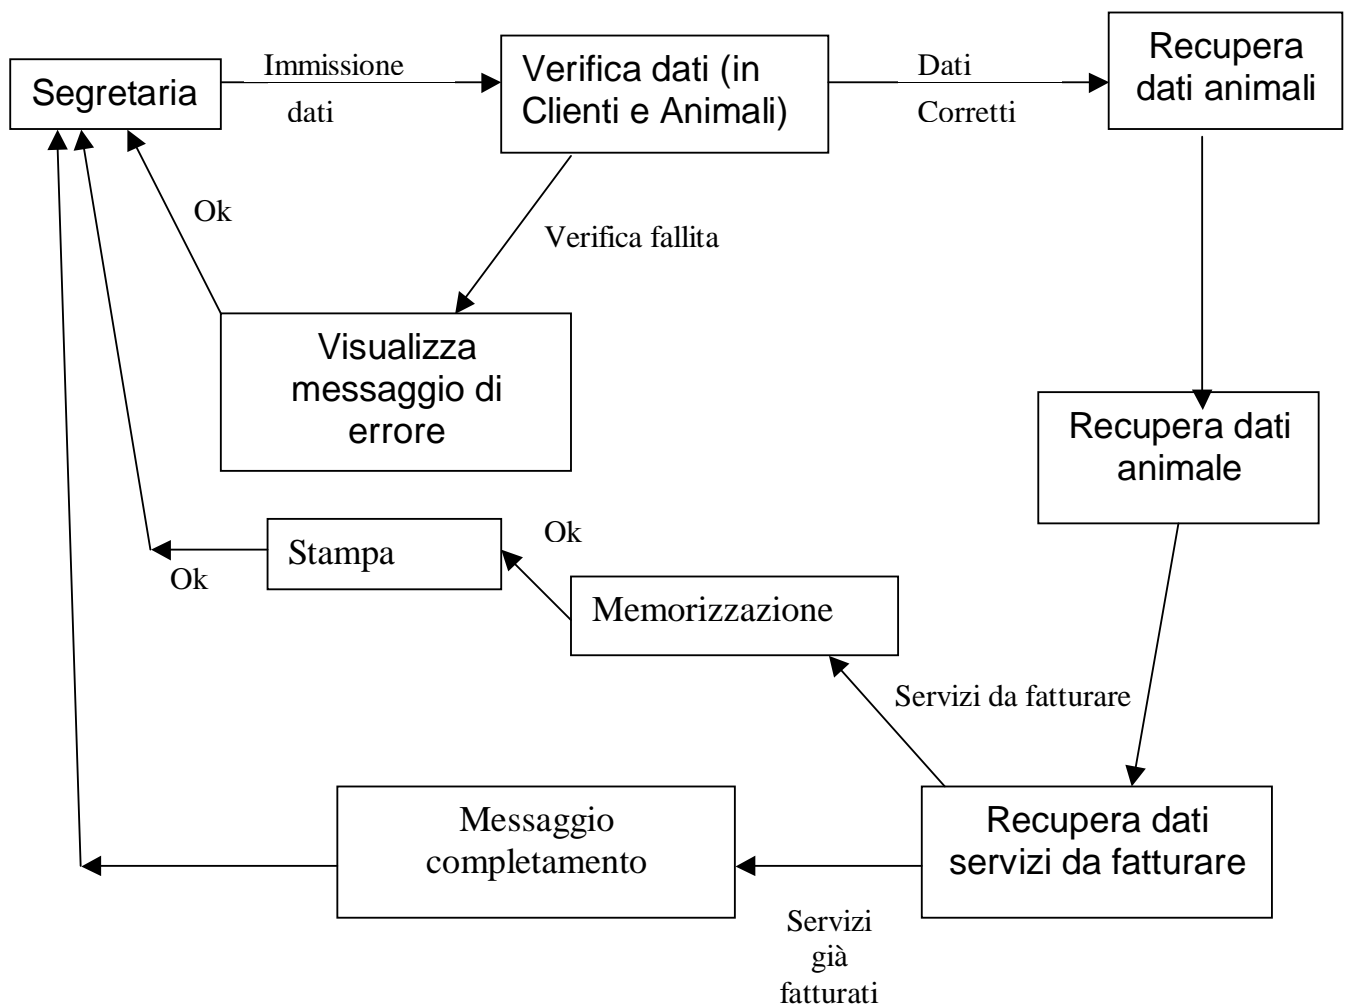 Segretaria
Immissione
dati
Verifica dati (in
Clienti e Animali)
Dati
Corretti
Recupera
dati animali
Ok
Verifica fallita
Visualizza
messaggio di
errore
Recupera dati
animale
Stampa
Ok
Ok
Memorizzazione
Servizi da fatturare
Messaggio
completamento
Recupera dati
servizi da fatturare
Servizi
già
fatturati